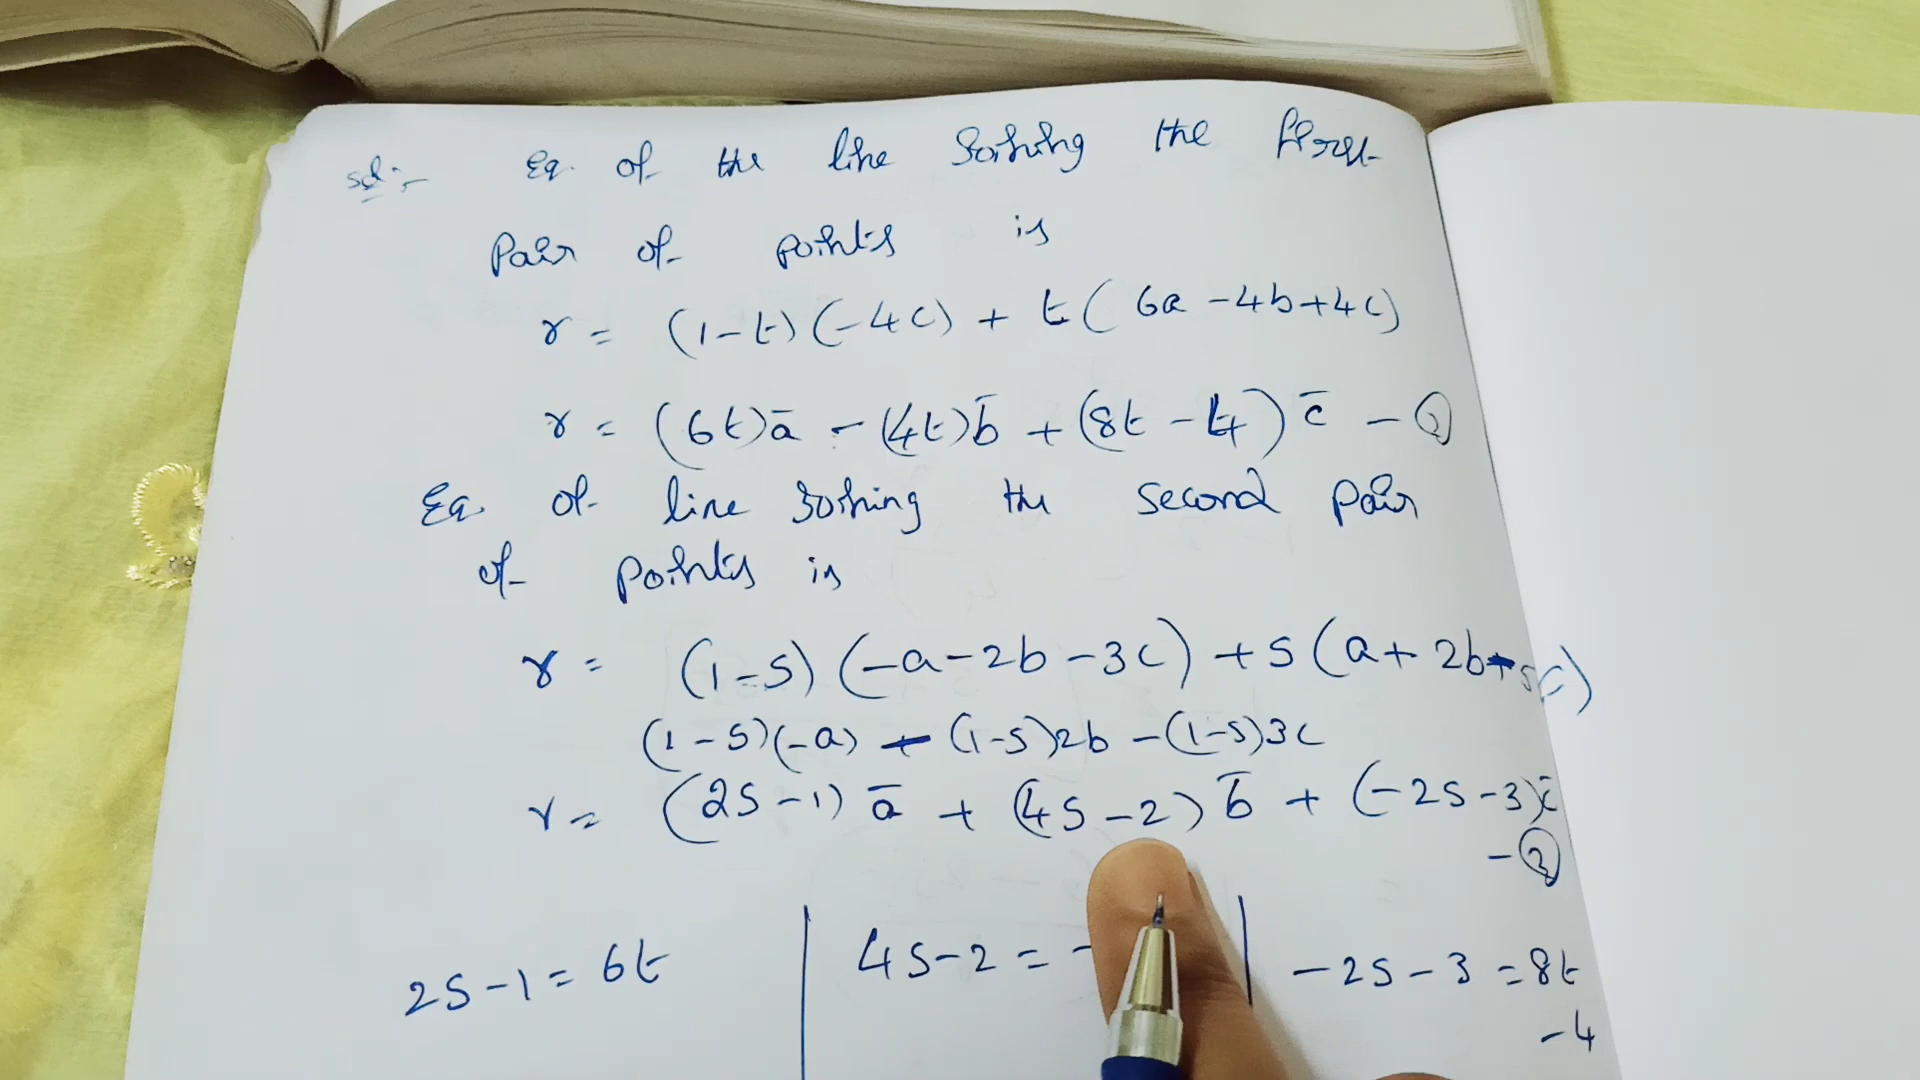 Sol:- Eq. of the line Joining the first
Pair of points is
r = (1-t)(-4c) + t(6a-4b+4c)
r = (6t)a̅ - (4t)b̅ + (8t-4)c̅ -
Eq. of line Joining the second pair
of points is
r = (1-s)(-a-2b-3c) + s(a+2b-5c)
(1-s)(-a) - (1-s)2b - (1-s)3c
r = (2s-1)a̅ + (4s-2)b̅ + (-2s-3)c̅
-②
2s-1 = 6t | 4s-2 = - | -2s-3 = 8t
-4